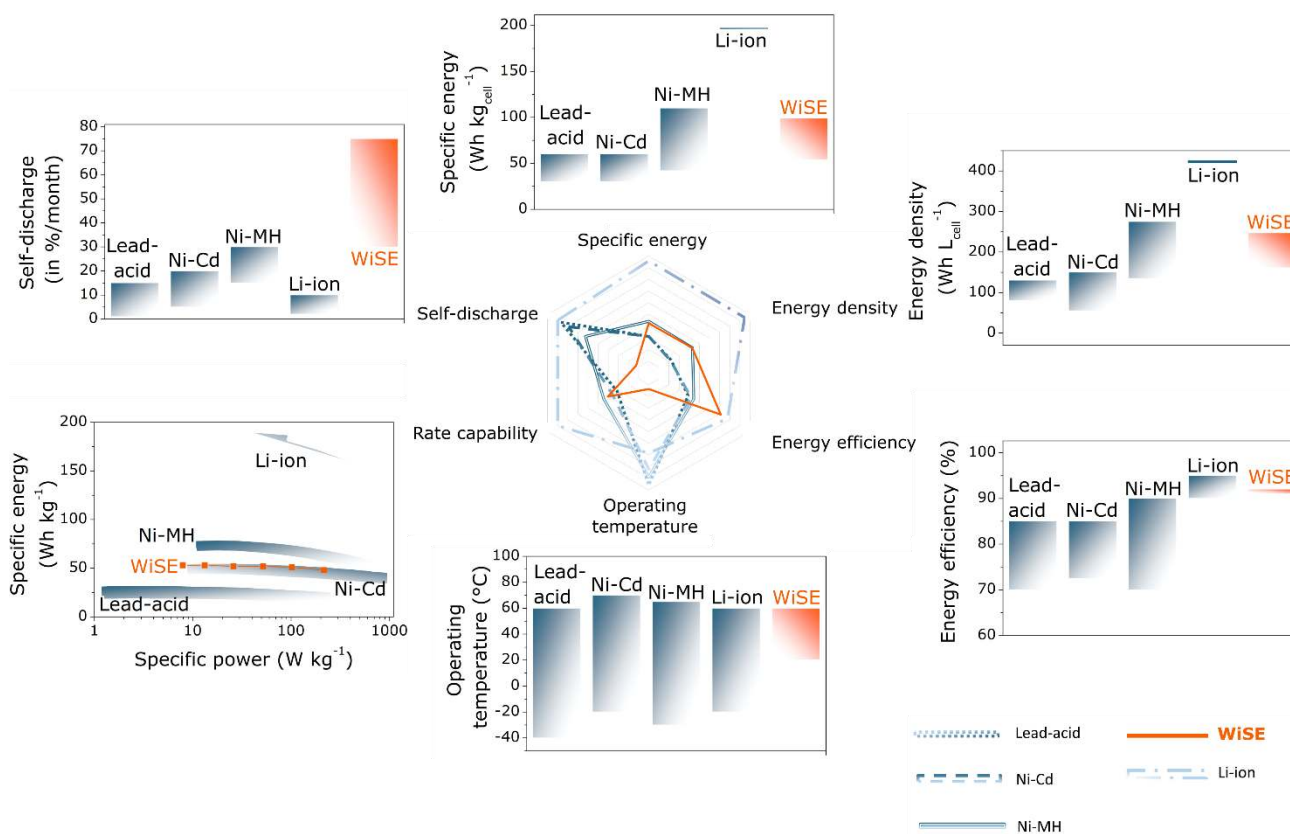 Specific energy
(Wh kg_cell^-1)
200
150
100
50
0
Lead-
acid
Ni-Cd
Ni-MH
Li-ion
WiSE
Self-discharge
(in %/month)
80
70
60
50
40
30
20
10
0
Lead-
acid
Ni-Cd
Ni-MH
Li-ion
WiSE
Energy density
(Wh L_cell^-1)
400
300
200
100
0
Lead-
acid
Ni-Cd
Ni-MH
Li-ion
WiSE
Specific energy
Energy density
Energy efficiency
Operating
temperature
Rate capability
Self-discharge
Specific energy
(Wh kg^-1)
200
150
100
50
0
Li-ion
Ni-MH
WiSE
Ni-Cd
Lead-acid
1
10
100
1000
Specific power (W kg^-1)
Energy efficiency (%)
100
90
80
70
60
Lead-
acid
Ni-Cd
Ni-MH
Li-ion
WiSE
Operating
temperature (°C)
100
80
60
40
20
0
-20
-40
Lead-
acid
Ni-Cd
Ni-MH
Li-ion
WiSE
Lead-acid
WiSE
Ni-Cd
Li-ion
Ni-MH